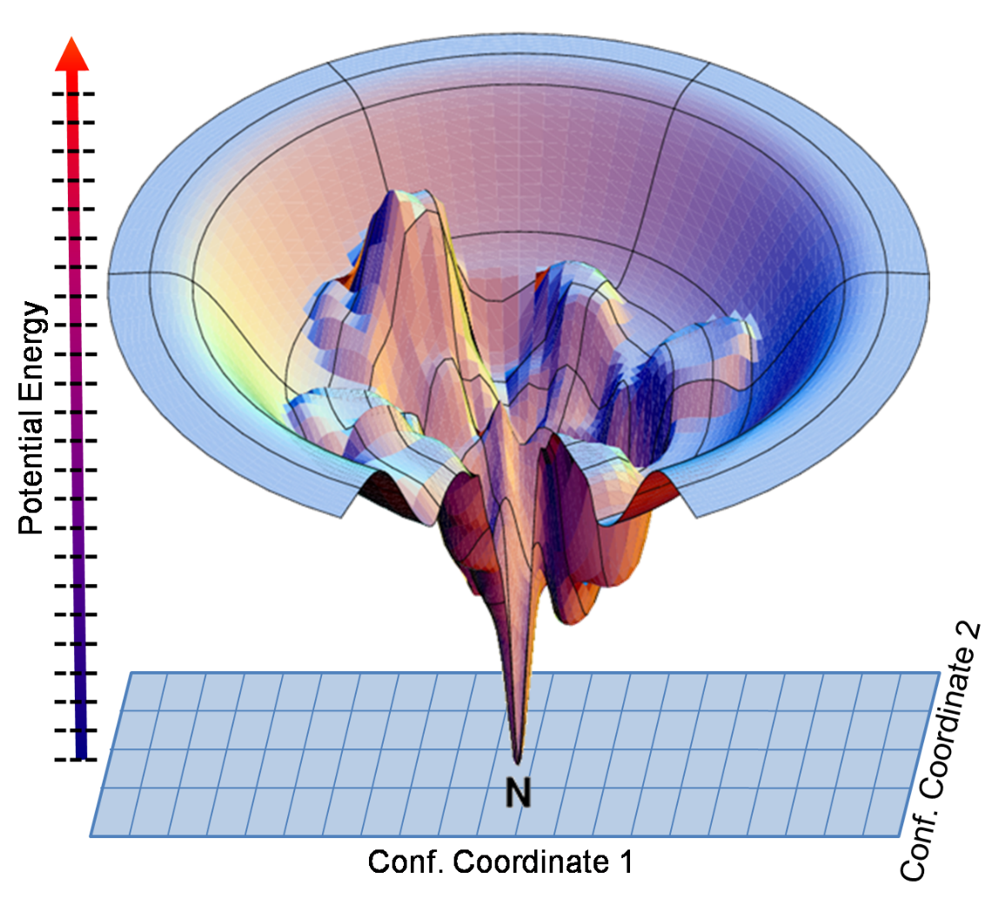 Potential Energy
N
Conf. Coordinate 1
Conf. Coordinate 2